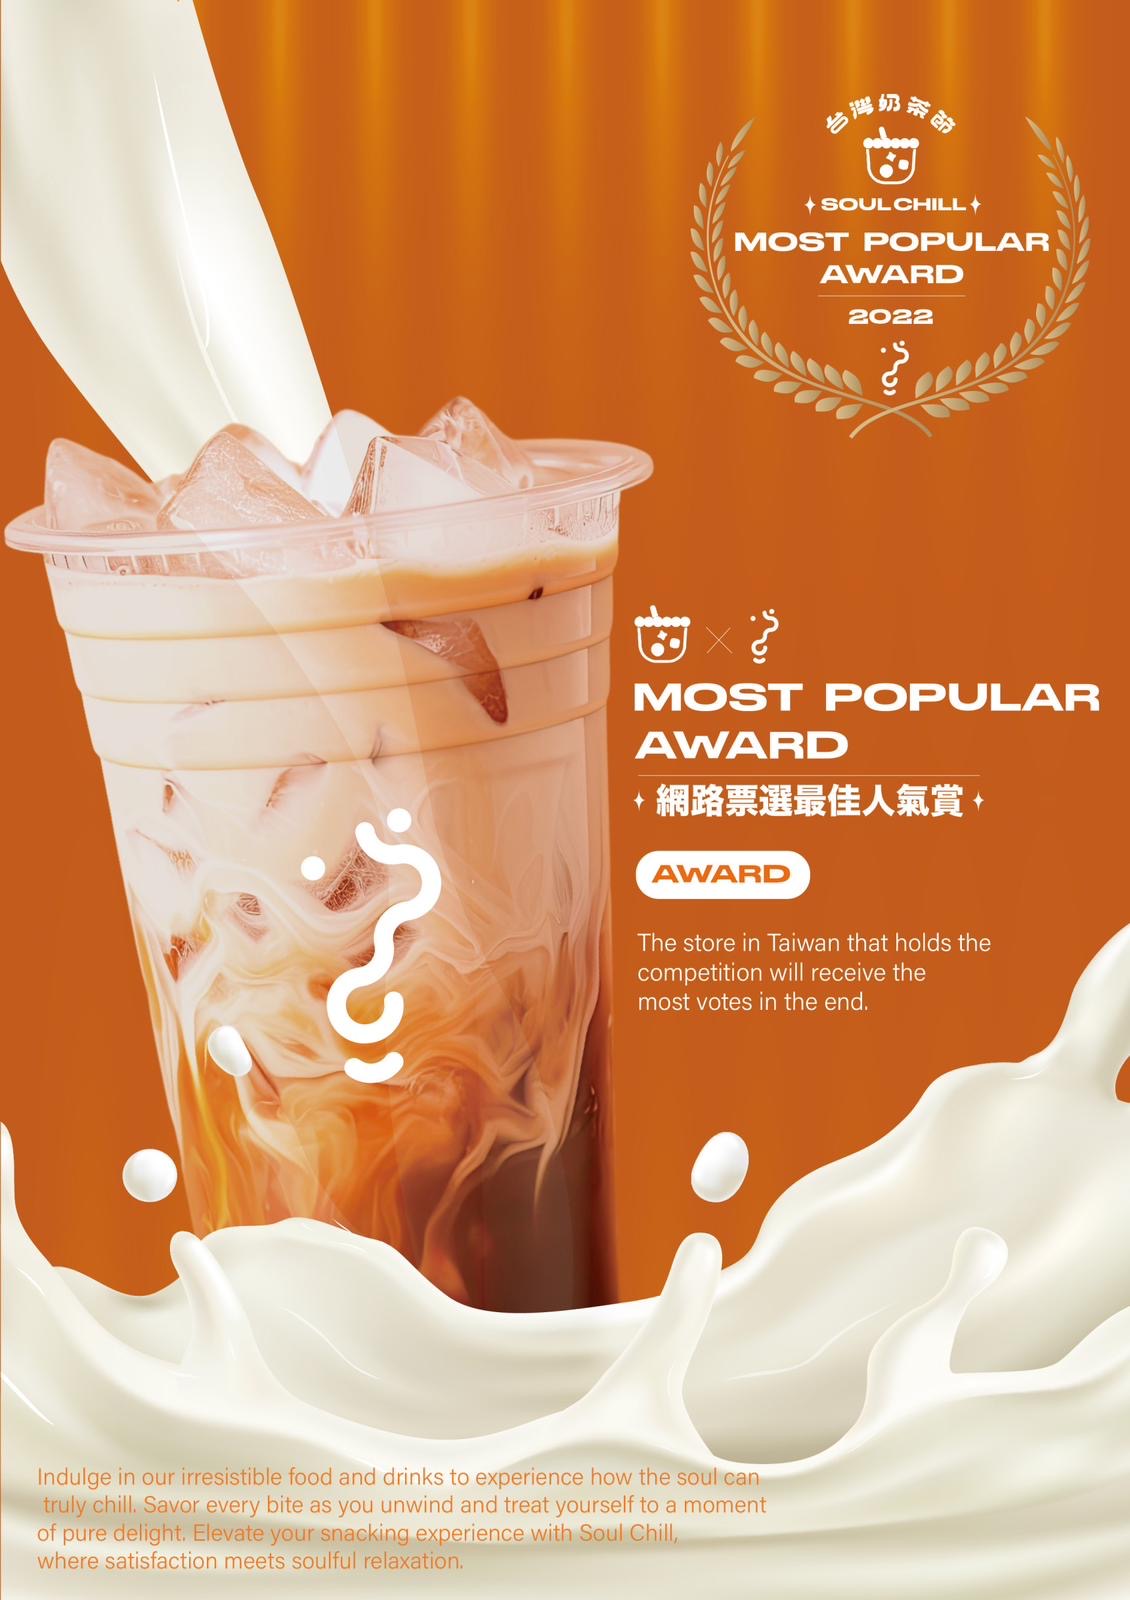 台灣奶茶節
SOUL CHILL
MOST POPULAR
AWARD
2022
MOST POPULAR
AWARD
網路票選最佳人氣賞
AWARD
The store in Taiwan that holds the
competition will receive the
most votes in the end.
Indulge in our irresistible food and drinks to experience how the soul can
truly chill. Savor every bite as you unwind and treat yourself to a moment
of pure delight. Elevate your snacking experience with Soul Chill,
where satisfaction meets soulful relaxation.